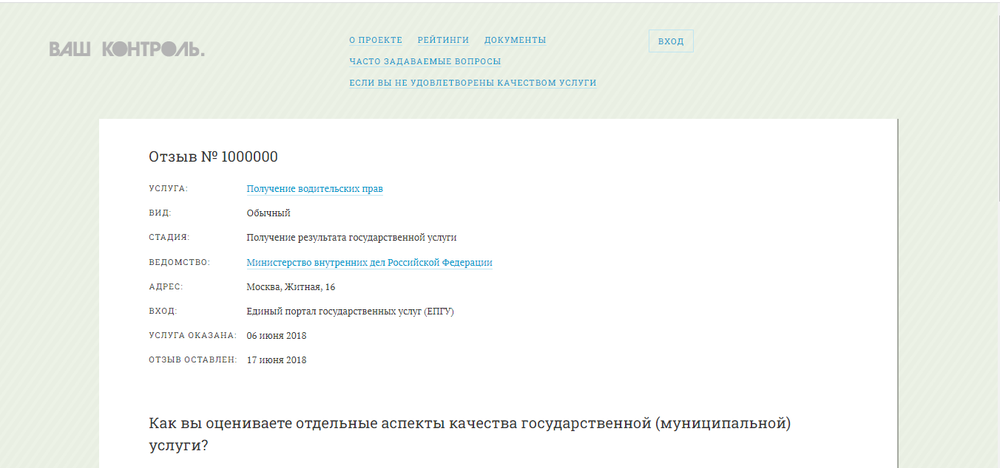 ВАШ КОНТРОЛЬ.
О ПРОЕКТЕ РЕЙТИНГИ ДОКУМЕНТЫ
ВХОД
ЧАСТО ЗАДАВАЕМЫЕ ВОПРОСЫ
ЕСЛИ ВЫ НЕ УДОВЛЕТВОРЕНЫ КАЧЕСТВОМ УСЛУГИ
Отзыв № 1000000
УСЛУГА: Получение водительских прав
ВИД: Обычный
СТАДИЯ: Получение результата государственной услуги
ВЕДОМСТВО: Министерство внутренних дел Российской Федерации
АДРЕС: Москва, Житная, 16
ВХОД: Единый портал государственных услуг (ЕПГУ)
УСЛУГА ОКАЗАНА: 06 июня 2018
ОТЗЫВ ОСТАВЛЕН: 17 июня 2018
Как вы оцениваете отдельные аспекты качества государственной (муниципальной)
услуги?